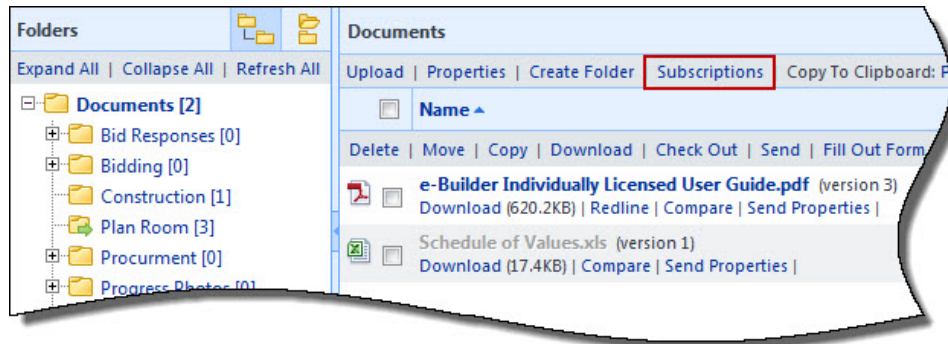 Folders
Expand All | Collapse All | Refresh All
Documents [2]
Bid Responses [0]
Bidding [0]
Construction [1]
Plan Room [3]
Procurment [0]
Progress Photos [0]
Documents
Upload | Properties | Create Folder | Subscriptions | Copy To Clipboard:
Name
Delete | Move | Copy | Download | Check Out | Send | Fill Out Form
e-Builder Individually Licensed User Guide.pdf (version 3)
Download (620.2KB) | Redline | Compare | Send Properties |
Schedule of Values.xls (version 1)
Download (17.4KB) | Compare | Send Properties |